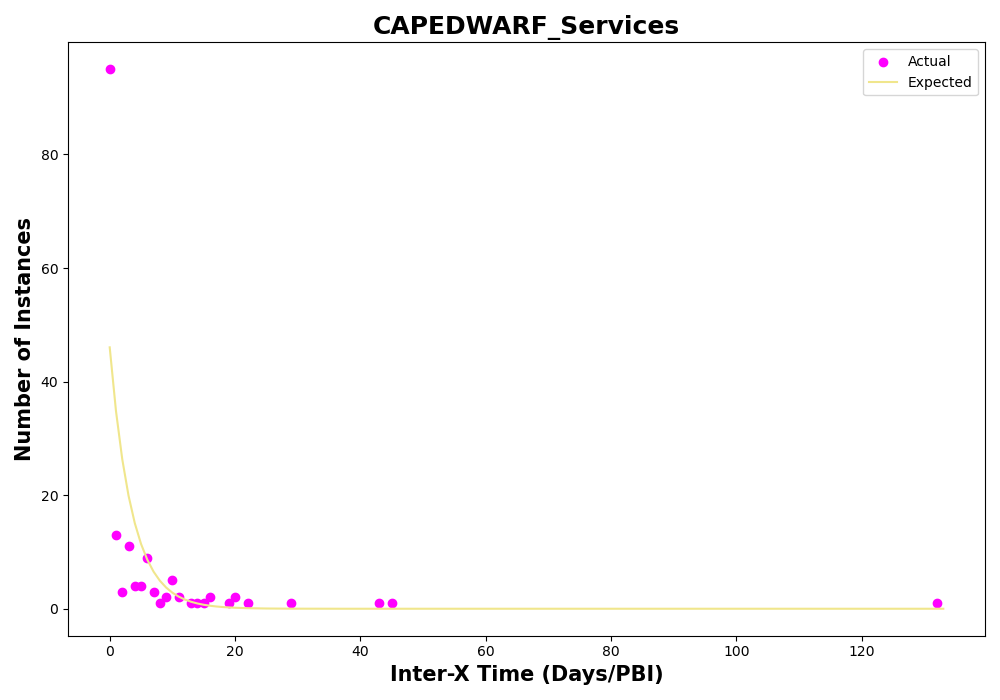 CAPEDWARF_Services
Actual
Expected
Number of Instances
80
60
40
20
0
0 20 40 60 80 100 120
Inter-X Time (Days/PBI)